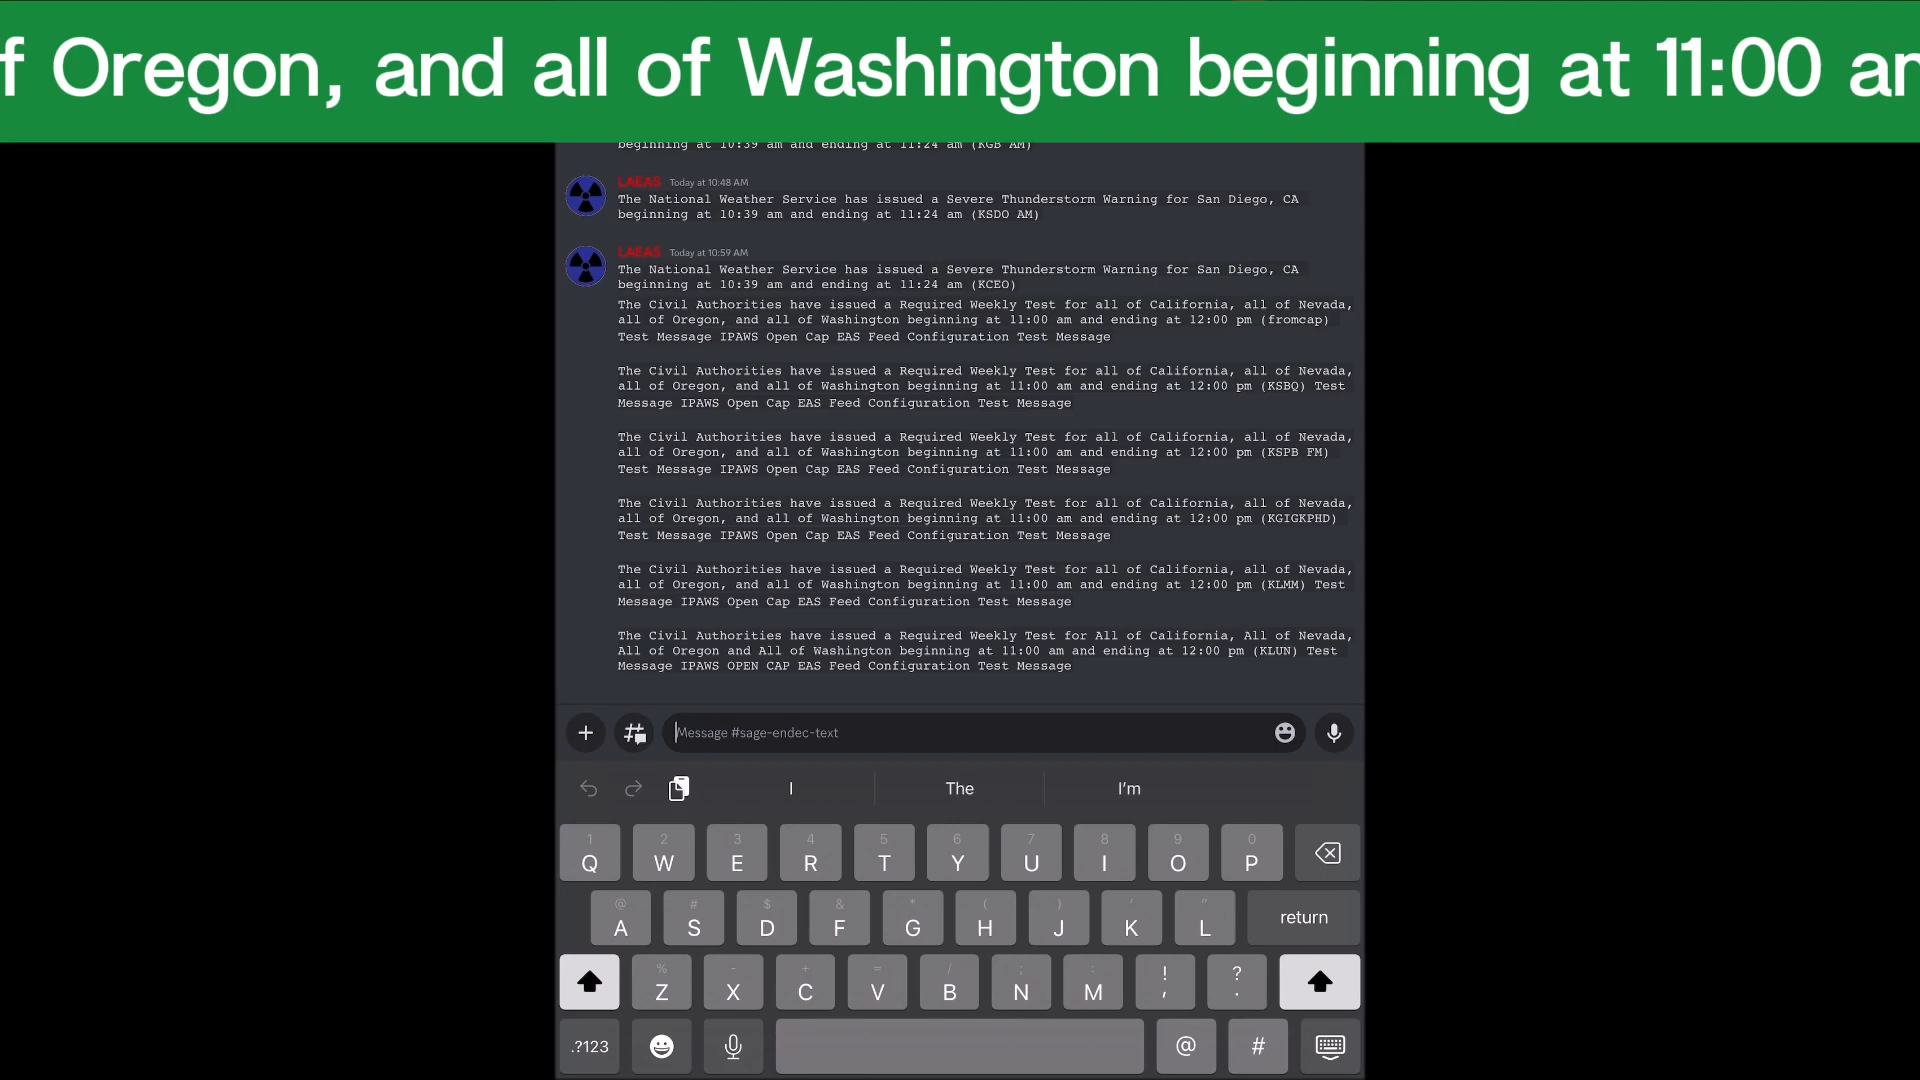 f Oregon, and all of Washington beginning at 11:00 a
beginning at 10:39 am and ending at 11:24 am (KGB AM)
LAEAS Today at 10:48 AM
The National Weather Service has issued a Severe Thunderstorm Warning for San Diego, CA
beginning at 10:39 am and ending at 11:24 am (KSDO AM)
LAEAS Today at 10:59 AM
The National Weather Service has issued a Severe Thunderstorm Warning for San Diego, CA
beginning at 10:39 am and ending at 11:24 am (KCEO)
The Civil Authorities have issued a Required Weekly Test for all of California, all of Nevada,
all of Oregon, and all of Washington beginning at 11:00 am and ending at 12:00 pm (fromcap)
Test Message IPAWS Open Cap EAS Feed Configuration Test Message
The Civil Authorities have issued a Required Weekly Test for all of California, all of Nevada,
all of Oregon, and all of Washington beginning at 11:00 am and ending at 12:00 pm (KSBQ) Test
Message IPAWS Open Cap EAS Feed Configuration Test Message
The Civil Authorities have issued a Required Weekly Test for all of California, all of Nevada,
all of Oregon, and all of Washington beginning at 11:00 am and ending at 12:00 pm (KSPB FM)
Test Message IPAWS Open Cap EAS Feed Configuration Test Message
The Civil Authorities have issued a Required Weekly Test for all of California, all of Nevada,
all of Oregon, and all of Washington beginning at 11:00 am and ending at 12:00 pm (KGIGKPHD)
Test Message IPAWS Open Cap EAS Feed Configuration Test Message
The Civil Authorities have issued a Required Weekly Test for all of California, all of Nevada,
all of Oregon, and all of Washington beginning at 11:00 am and ending at 12:00 pm (KLMM) Test
Message IPAWS Open Cap EAS Feed Configuration Test Message
The Civil Authorities have issued a Required Weekly Test for All of California, All of Nevada,
All of Oregon and All of Washington beginning at 11:00 am and ending at 12:00 pm (KLUN) Test
Message IPAWS OPEN CAP EAS Feed Configuration Test Message
Message #sage-endec-text
I The I'm
1 2 3 4 5 6 7 8 9 0
Q W E R T Y U I O P
@ # $ & * ( ) ' "
A S D F G H J K L return
% - + = / ; : ! ?
Z X C V B N M , .
.?123 @ #